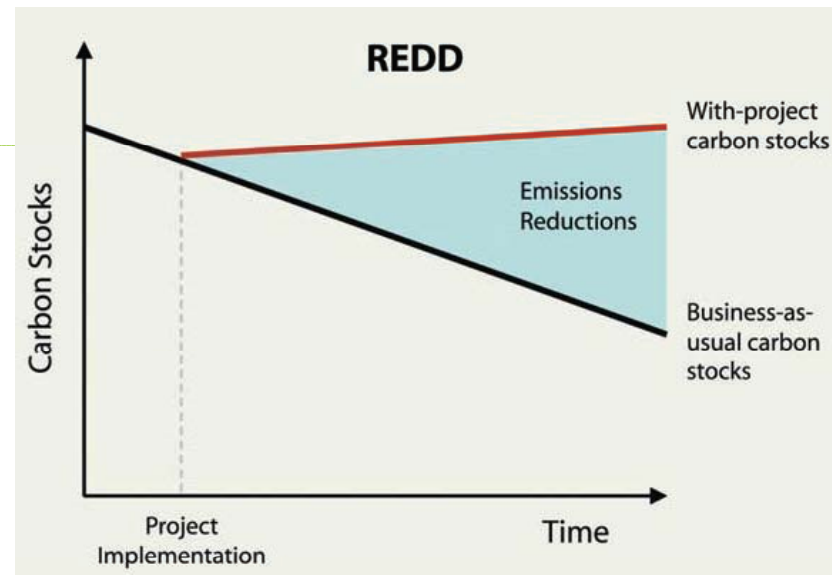 REDD
With-project
carbon stocks
Emissions
Reductions
Carbon Stocks
Business-as-
usual carbon
stocks
Project
Implementation
Time